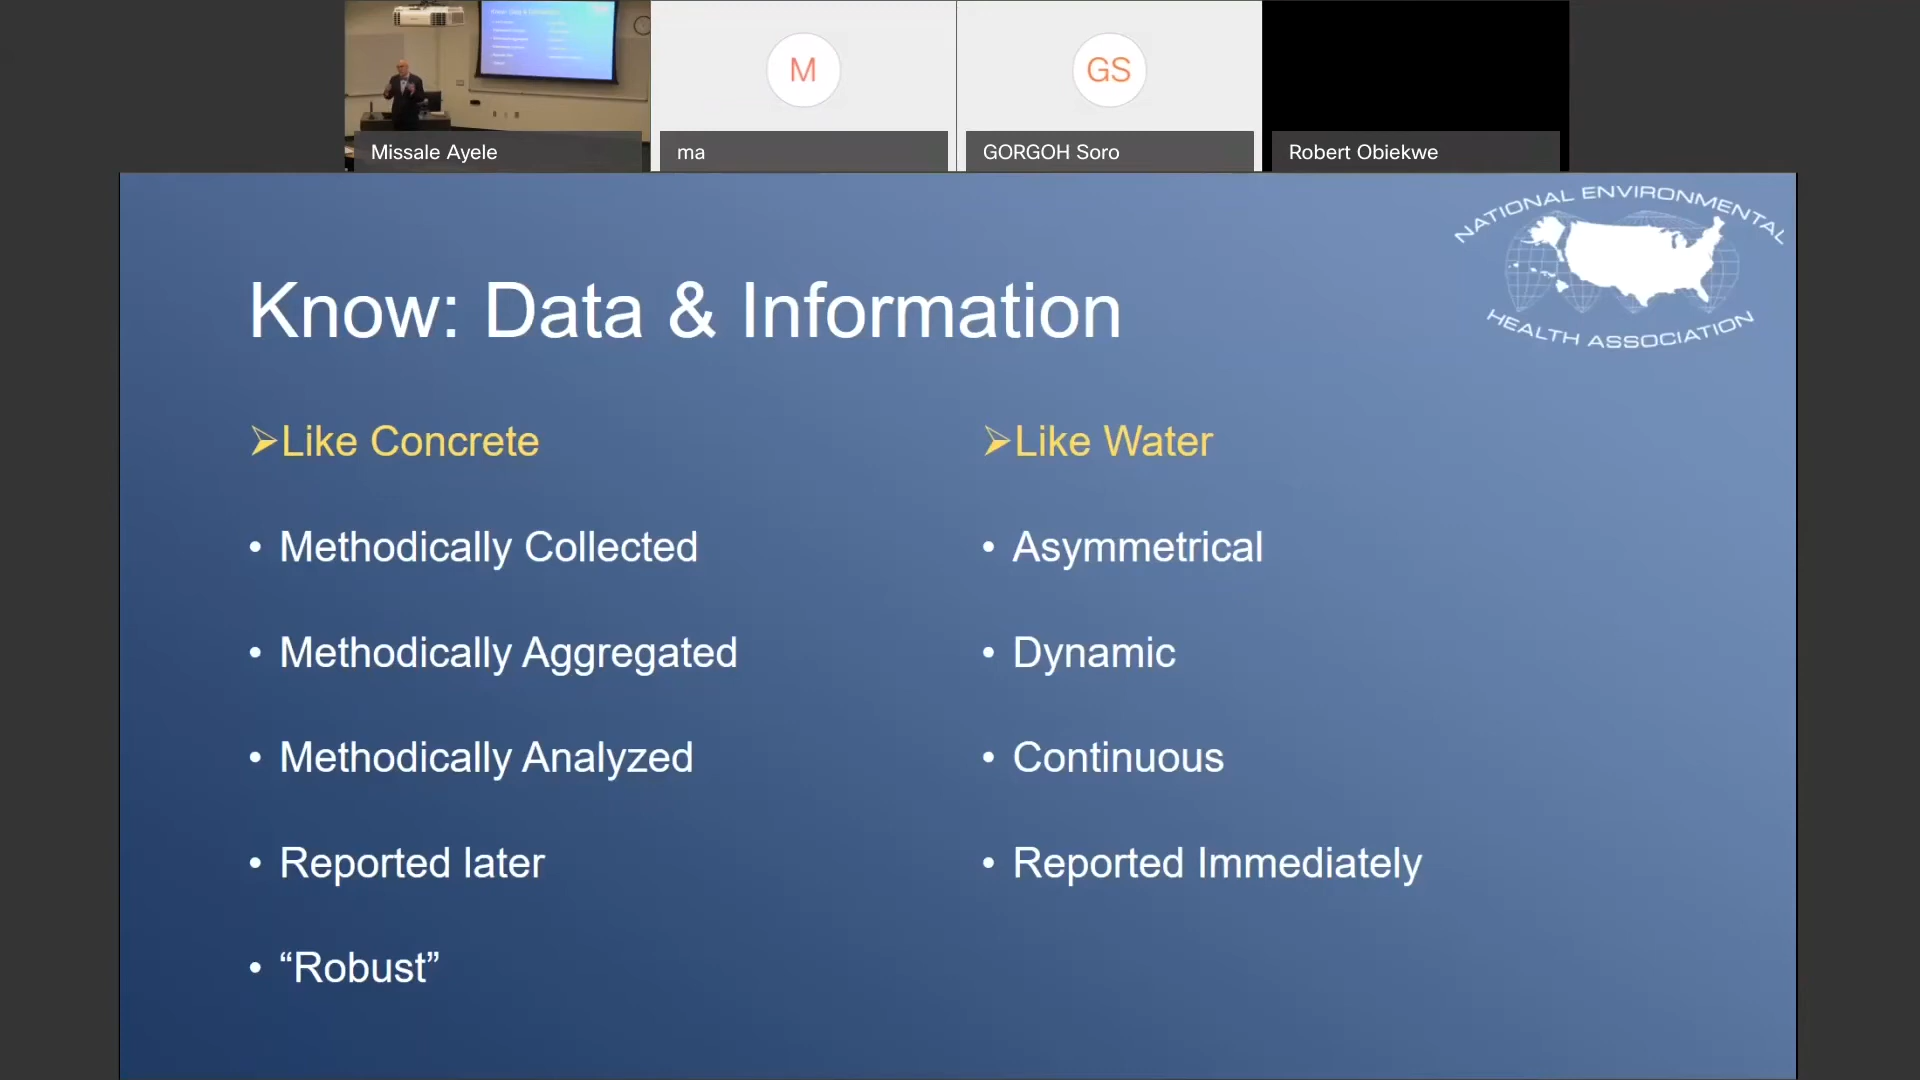 M
GS
Missale Ayele
ma
GORGOH Soro
Robert Obiekwe
NATIONAL ENVIRONMENTAL
HEALTH ASSOCIATION
Know: Data & Information
➢Like Concrete
• Methodically Collected
• Methodically Aggregated
• Methodically Analyzed
• Reported later
• “Robust”
➢Like Water
• Asymmetrical
• Dynamic
• Continuous
• Reported Immediately